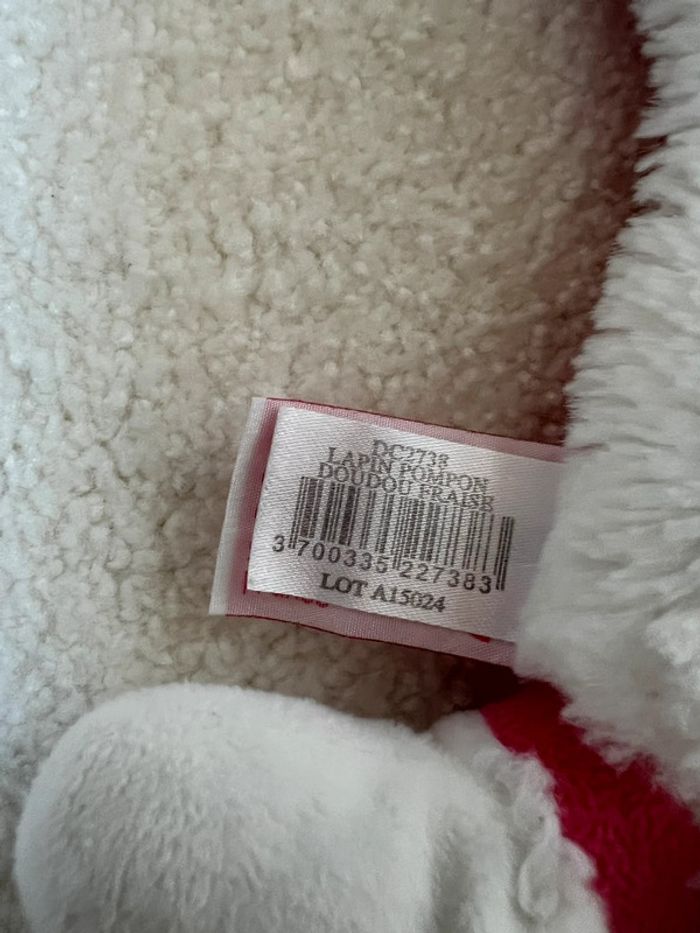 DC2738
LAPIN POMPON
DOUDOU FRAISE
3 700335 227383
LOT A15024